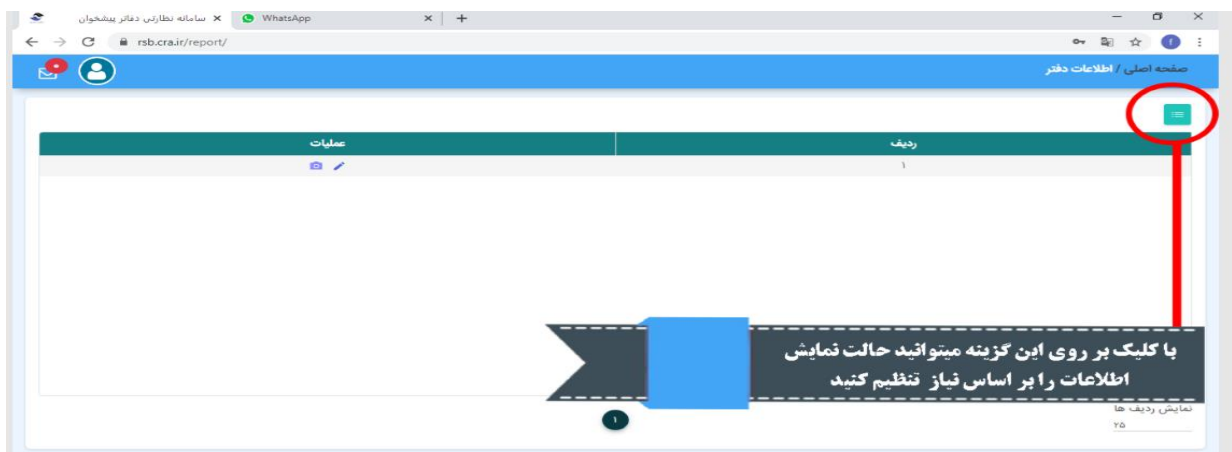 سامانه نظارتی دفاتر پیشخوان
WhatsApp
rsb.cra.ir/report/
صفحه اصلی / اطلاعات دفتر
ردیف
عملیات
۱
با کلیک بر روی این گزینه میتوانید حالت نمایش
اطلاعات را بر اساس نیاز تنظیم کنید
نمایش ردیف ها
۲۵
۱